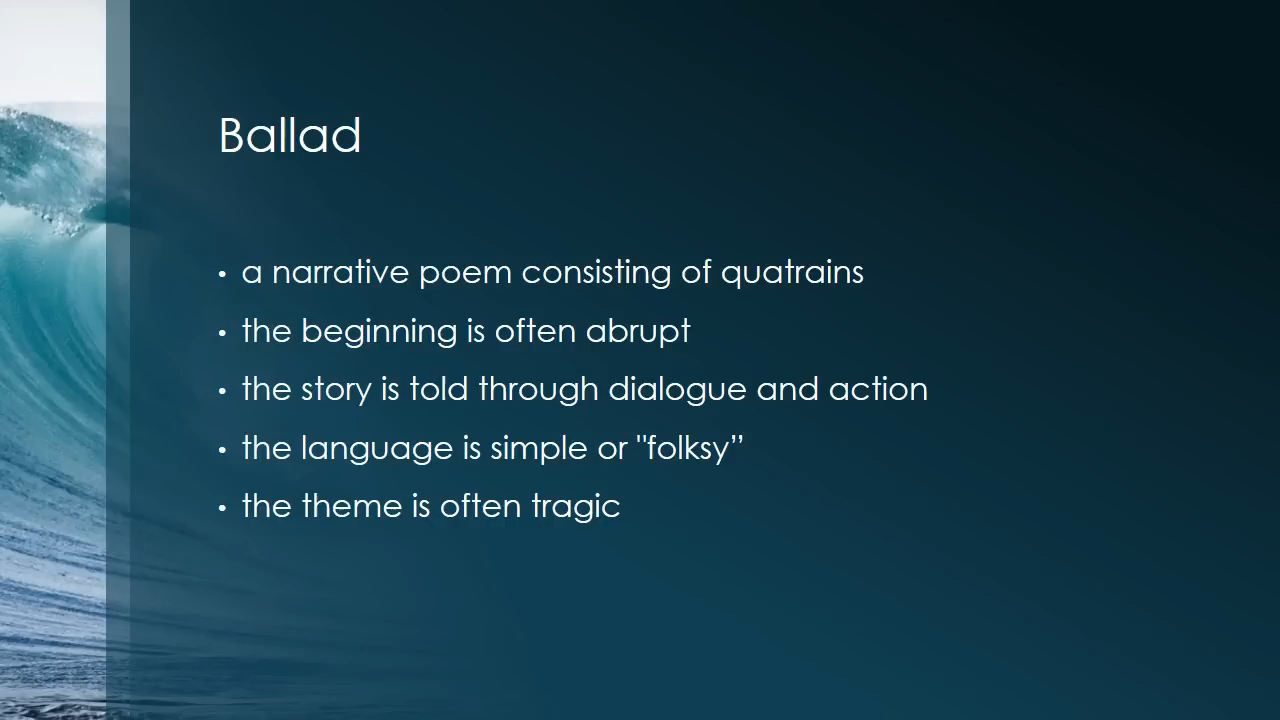 Ballad
• a narrative poem consisting of quatrains
• the beginning is often abrupt
• the story is told through dialogue and action
• the language is simple or "folksy”
• the theme is often tragic